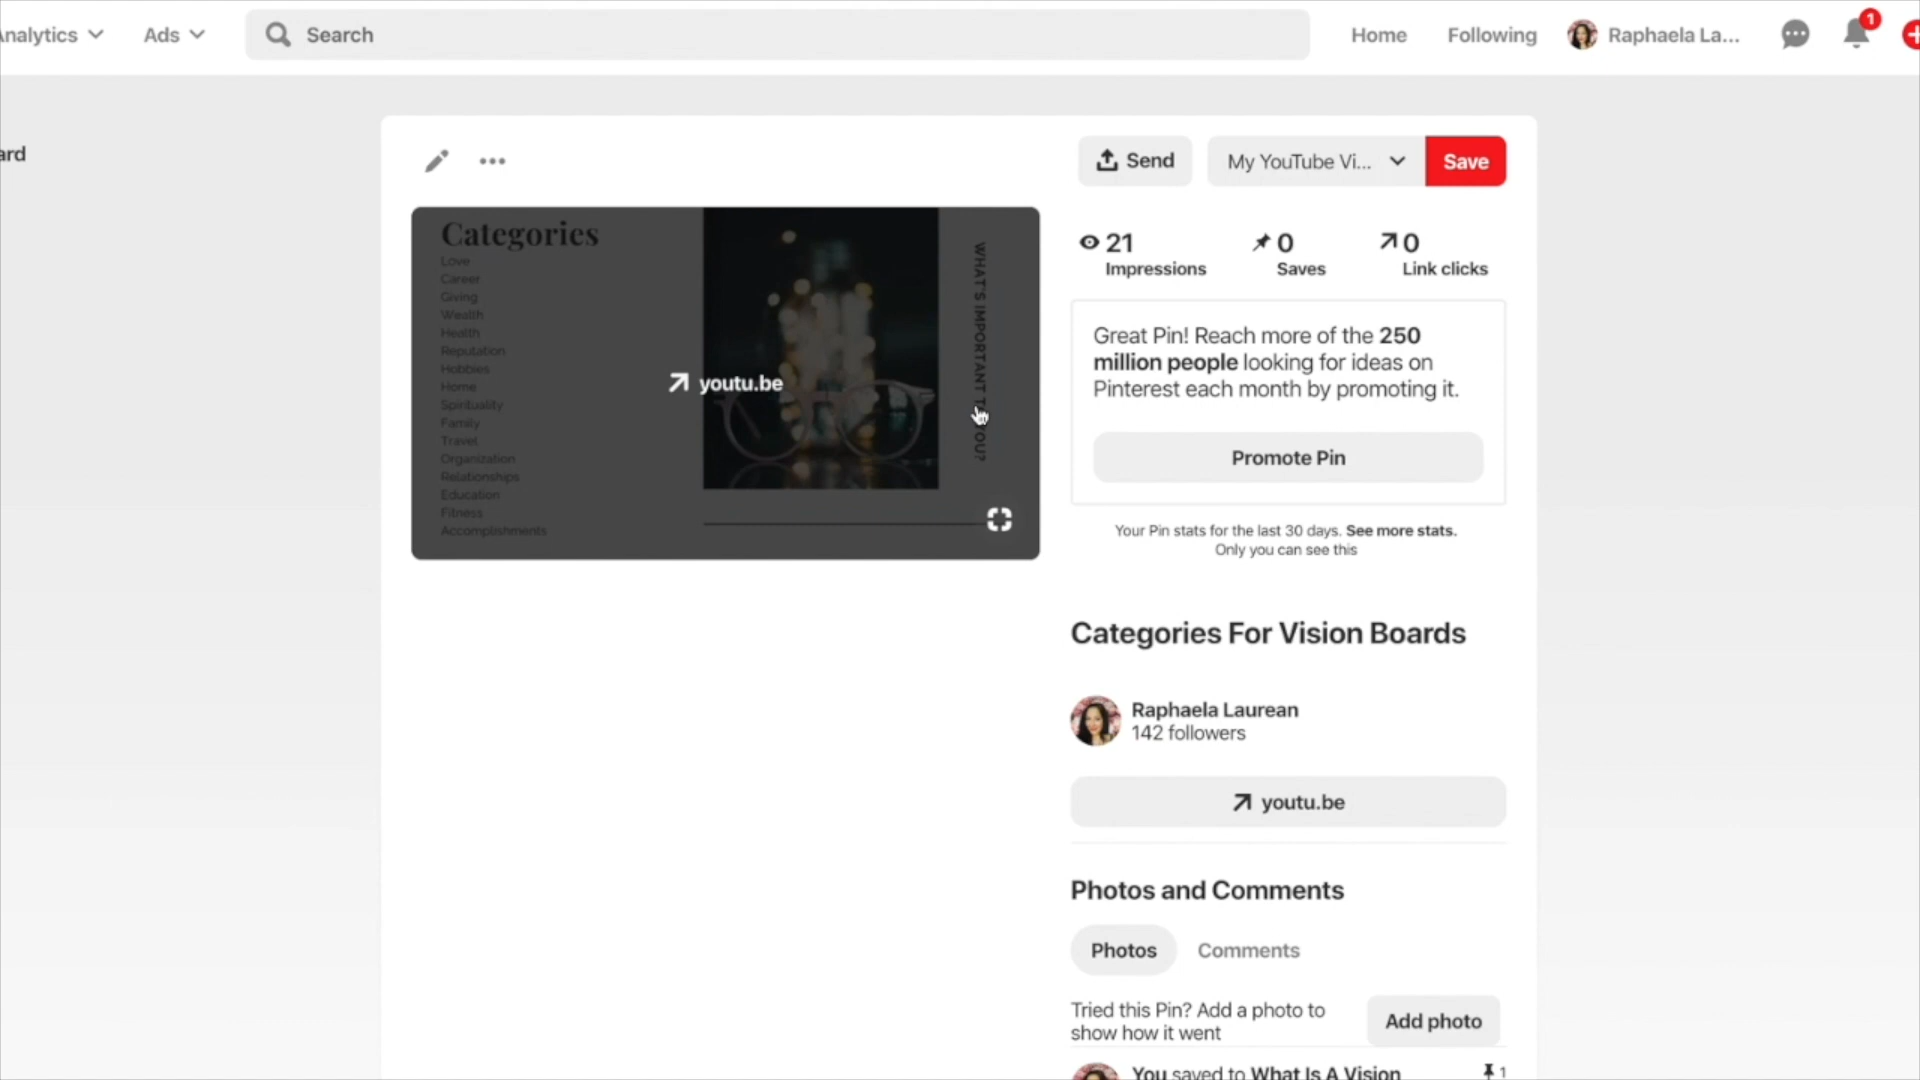 Analytics
Ads
Search
Home
Following
Raphaela La...
1
ard
Send
My YouTube Vi...
Save
Categories
Love
Career
Giving
Wealth
Health
Reputation
Hobbies
Home
Spirituality
Family
Travel
Organization
Relationships
Education
Fitness
Accomplishments
youtu.be
WHAT'S IMPORTANT YOU?
21
Impressions
0
Saves
0
Link clicks
Great Pin! Reach more of the 250
million people looking for ideas on
Pinterest each month by promoting it.
Promote Pin
Your Pin stats for the last 30 days. See more stats.
Only you can see this
Categories For Vision Boards
Raphaela Laurean
142 followers
youtu.be
Photos and Comments
Photos
Comments
Tried this Pin? Add a photo to
show how it went
Add photo
You saved to What Is A Vision
1